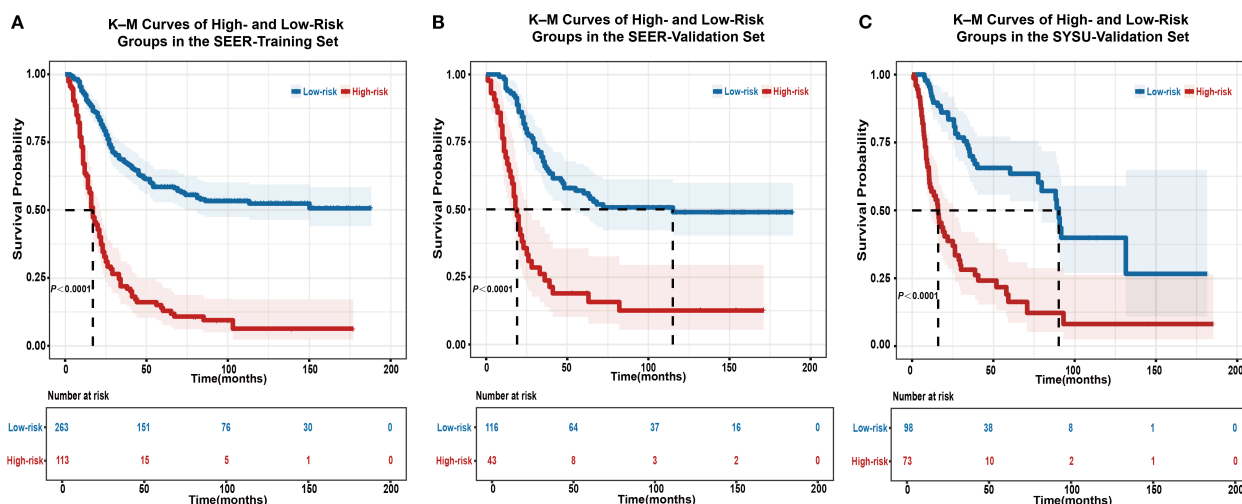 A
K–M Curves of High- and Low-Risk
Groups in the SEER-Training Set
Survival Probability
1.00
0.75
0.50
0.25
0.00
Low-risk High-risk
P<0.0001
0 50 100 150 200
Time(months)
Number at risk
Low-risk 263 151 76 30 0
High-risk 113 15 5 1 0
0 50 100 150 200
Time(months)
B
K–M Curves of High- and Low-Risk
Groups in the SEER-Validation Set
Survival Probability
1.00
0.75
0.50
0.25
0.00
Low-risk High-risk
P<0.0001
0 50 100 150 200
Time(months)
Number at risk
Low-risk 116 64 37 16 0
High-risk 43 8 3 2 0
0 50 100 150 200
Time(months)
C
K–M Curves of High- and Low-Risk
Groups in the SYSU-Validation Set
Survival Probability
1.00
0.75
0.50
0.25
0.00
Low-risk High-risk
P<0.0001
0 50 100 150 200
Time(months)
Number at risk
Low-risk 98 38 8 1 0
High-risk 73 10 2 1 0
0 50 100 150 200
Time(months)